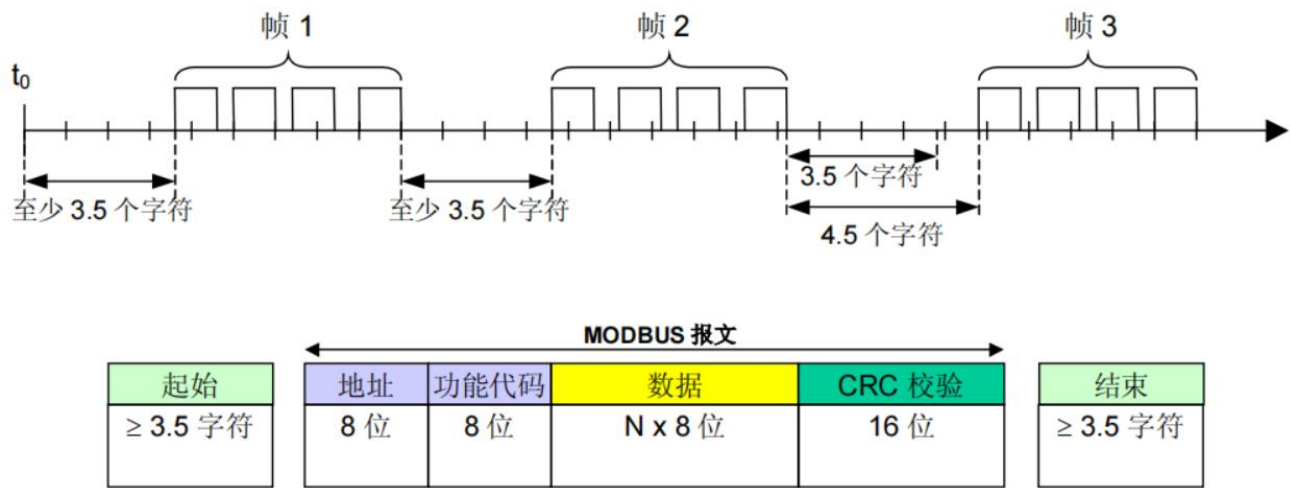 帧 1
帧 2
帧 3
t0
至少 3.5 个字符
至少 3.5 个字符
3.5 个字符
4.5 个字符
MODBUS 报文
起始
地址
功能代码
数据
CRC 校验
结束
≥ 3.5 字符
8 位
8 位
N x 8 位
16 位
≥ 3.5 字符